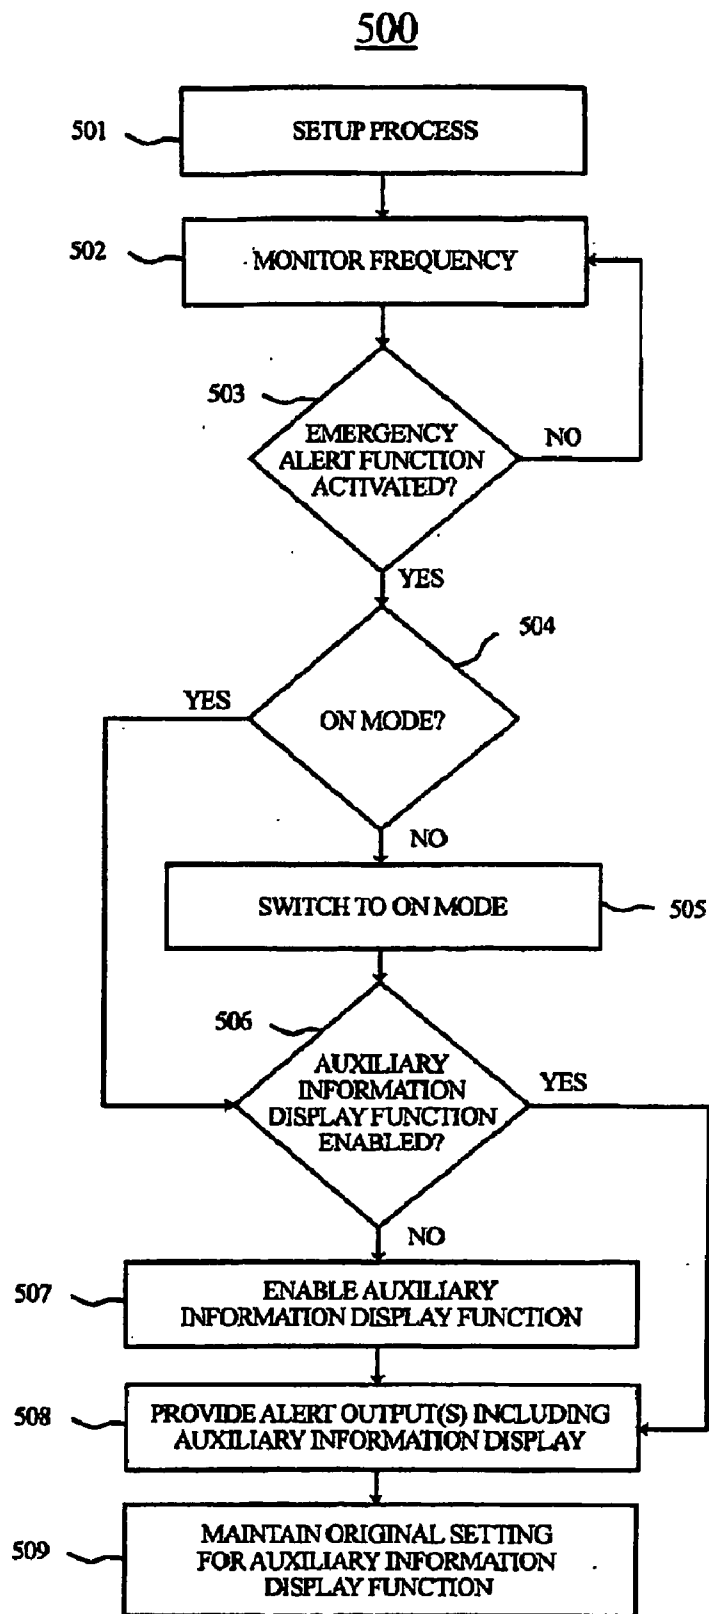 500
501
SETUP PROCESS
502
MONITOR FREQUENCY
503
EMERGENCY
ALERT FUNCTION
ACTIVATED?
NO
YES
504
YES
ON MODE?
NO
SWITCH TO ON MODE
505
506
AUXILIARY
INFORMATION
DISPLAY FUNCTION
ENABLED?
YES
NO
507
ENABLE AUXILIARY
INFORMATION DISPLAY FUNCTION
508
PROVIDE ALERT OUTPUT(S) INCLUDING
AUXILIARY INFORMATION DISPLAY
509
MAINTAIN ORIGINAL SETTING
FOR AUXILIARY INFORMATION
DISPLAY FUNCTION